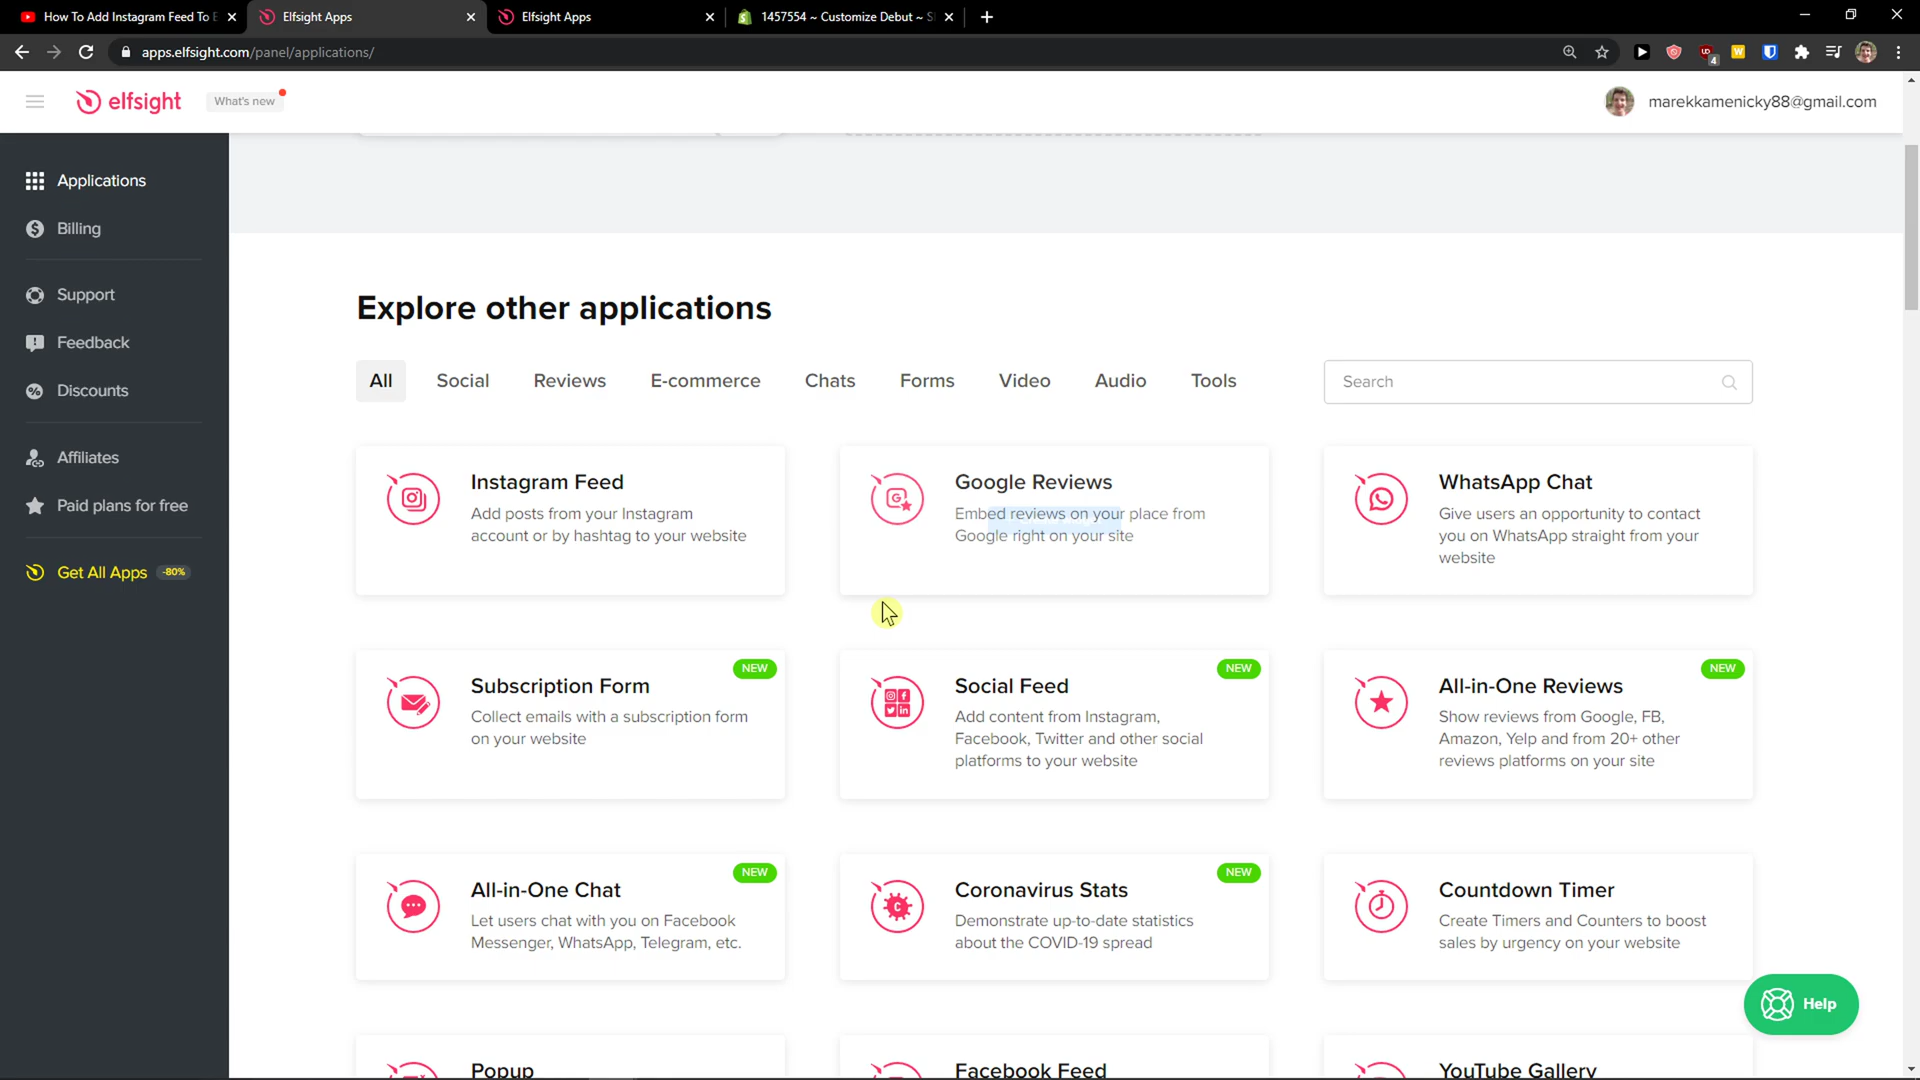 How To Add Instagram Feed To E
Elfsight Apps
Elfsight Apps
1457554 ~ Customize Debut ~ S
apps.elfsight.com/panel/applications/
4
elfsight
What's new
marekkamenicky88@gmail.com
Applications
Billing
Support
Feedback
Discounts
Affiliates
Paid plans for free
Get All Apps -80%
Explore other applications
All Social Reviews E-commerce Chats Forms Video Audio Tools
Search
Instagram Feed
Add posts from your Instagram
account or by hashtag to your website
Google Reviews
Embed reviews on your place from
Google right on your site
WhatsApp Chat
Give users an opportunity to contact
you on WhatsApp straight from your
website
NEW
Subscription Form
Collect emails with a subscription form
on your website
NEW
Social Feed
Add content from Instagram,
Facebook, Twitter and other social
platforms to your website
NEW
All-in-One Reviews
Show reviews from Google, FB,
Amazon, Yelp and from 20+ other
reviews platforms on your site
NEW
All-in-One Chat
Let users chat with you on Facebook
Messenger, WhatsApp, Telegram, etc.
NEW
Coronavirus Stats
Demonstrate up-to-date statistics
about the COVID-19 spread
Countdown Timer
Create Timers and Counters to boost
sales by urgency on your website
Popup
Facebook Feed
YouTube Gallery
Help